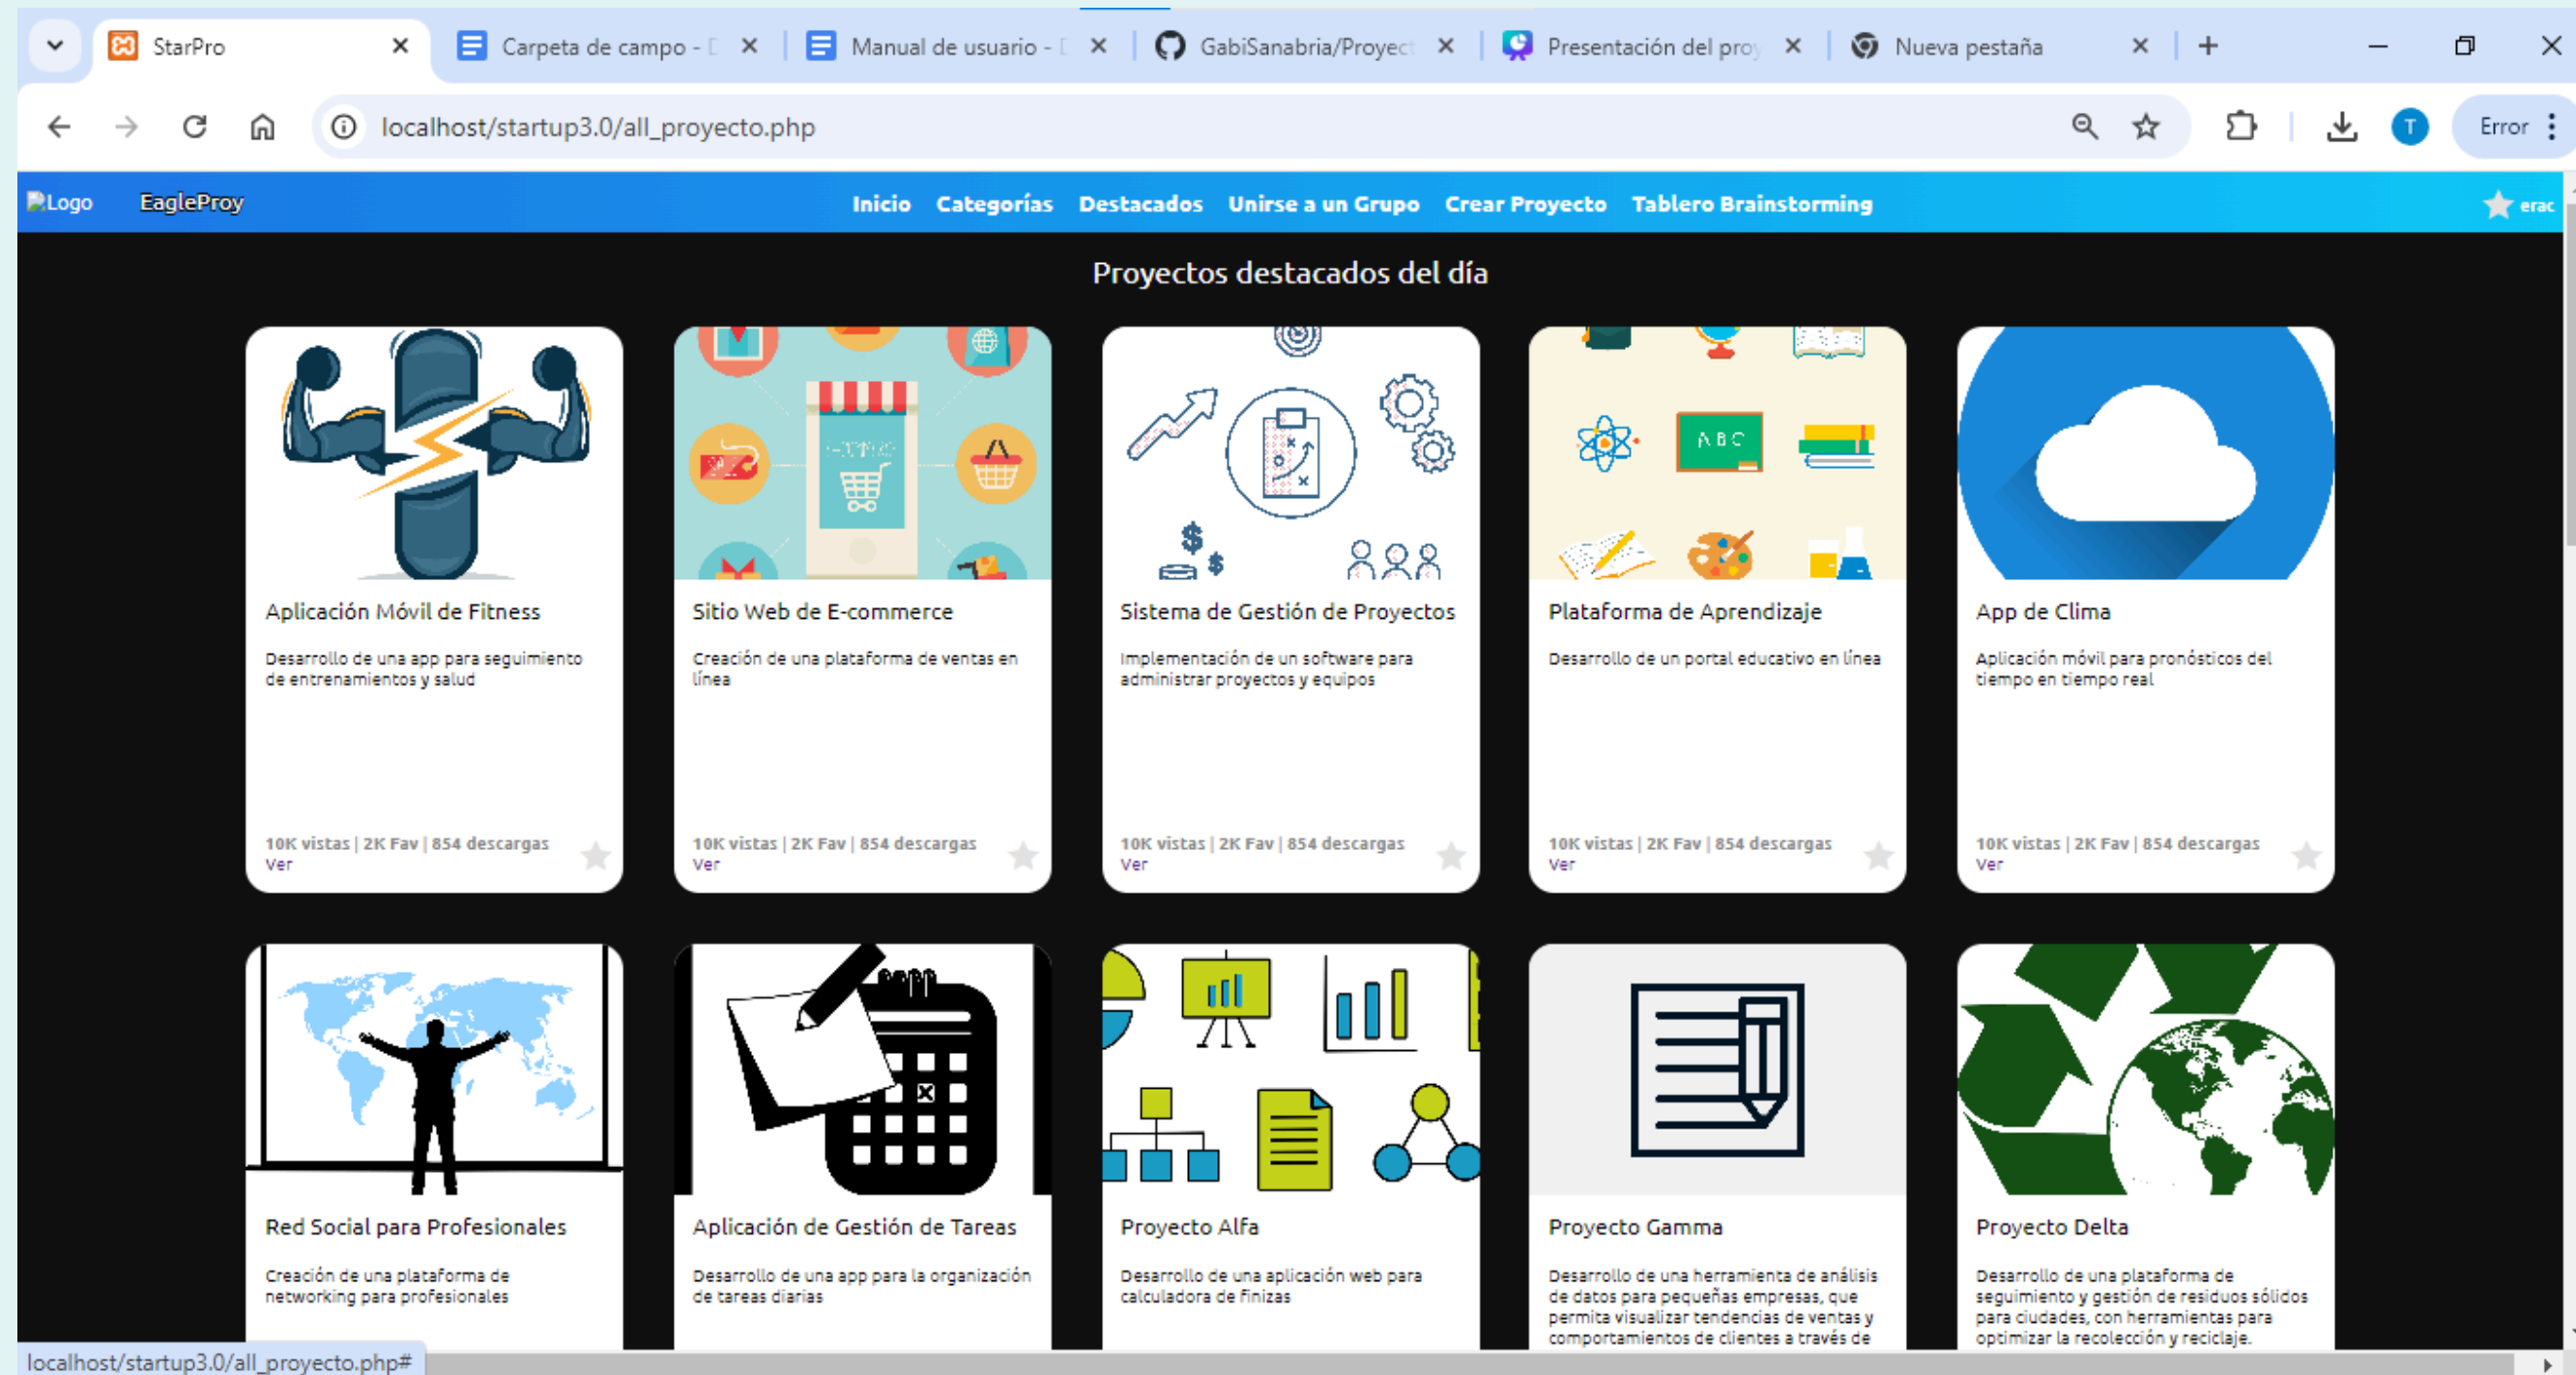 StarPro
Carpeta de campo - D
Manual de usuario - D
GabiSanabria/Proyect
Presentación del proy
Nueva pestaña
localhost/startup3.0/all_proyecto.php
T
Error
Logo
EagleProy
Inicio Categorías Destacados Unirse a un Grupo Crear Proyecto Tablero Brainstorming
erac
Proyectos destacados del día
ABC
Aplicación Móvil de Fitness
Desarrollo de una app para seguimiento
de entrenamientos y salud
10K vistas | 2K Fav | 854 descargas
Ver
Sitio Web de E-commerce
Creación de una plataforma de ventas en
línea
10K vistas | 2K Fav | 854 descargas
Ver
Sistema de Gestión de Proyectos
Implementación de un software para
administrar proyectos y equipos
10K vistas | 2K Fav | 854 descargas
Ver
Plataforma de Aprendizaje
Desarrollo de un portal educativo en línea
10K vistas | 2K Fav | 854 descargas
Ver
App de Clima
Aplicación móvil para pronósticos del
tiempo en tiempo real
10K vistas | 2K Fav | 854 descargas
Ver
Red Social para Profesionales
Creación de una plataforma de
networking para profesionales
Aplicación de Gestión de Tareas
Desarrollo de una app para la organización
de tareas diarias
Proyecto Alfa
Desarrollo de una aplicación web para
calculadora de finizas
Proyecto Gamma
Desarrollo de una herramienta de análisis
de datos para pequeñas empresas, que
permita visualizar tendencias de ventas y
comportamientos de clientes a través de
Proyecto Delta
Desarrollo de una plataforma de
seguimiento y gestión de residuos sólidos
para ciudades, con herramientas para
optimizar la recolección y reciclaje.
localhost/startup3.0/all_proyecto.php#